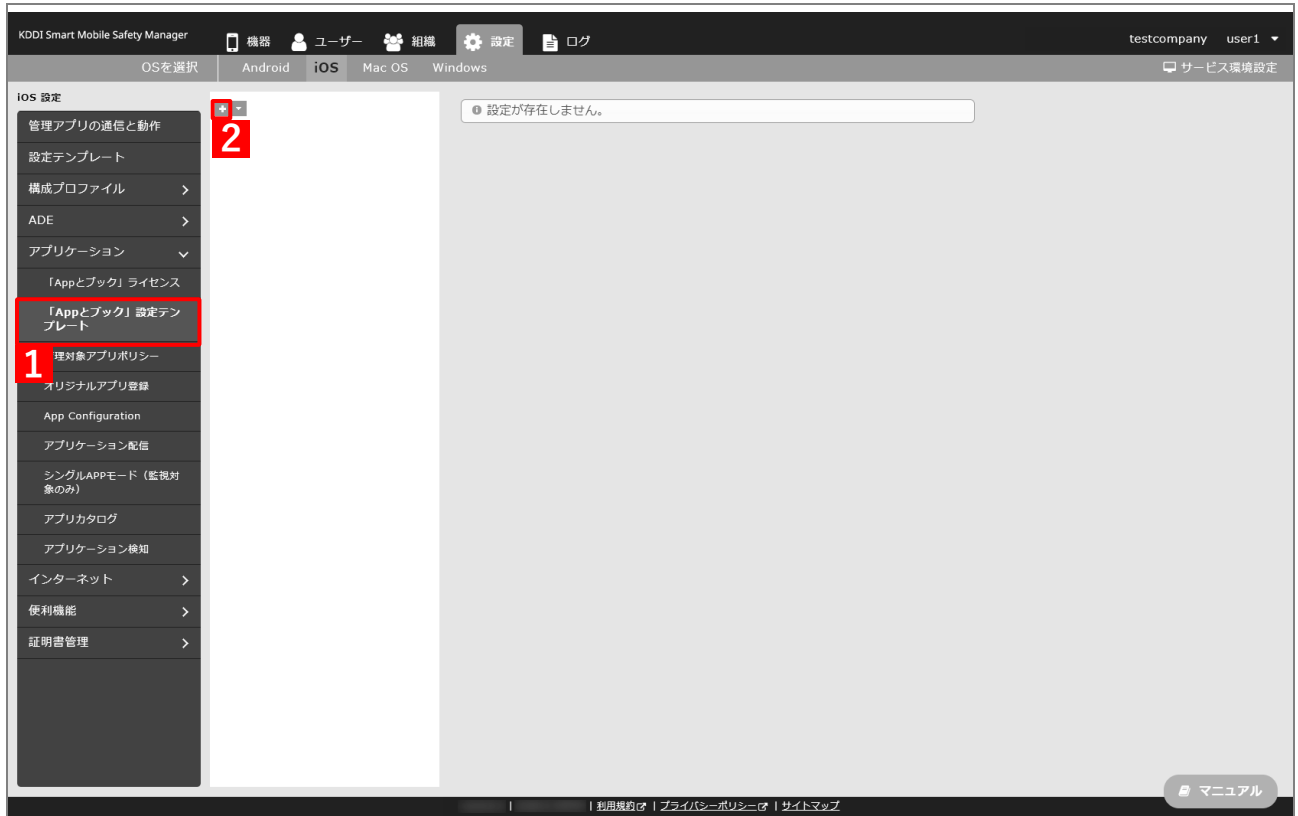 KDDI Smart Mobile Safety Manager
機器 ユーザー 組織 設定 ログ
testcompany user1
OSを選択 Android iOS Mac OS Windows
サービス環境設定
iOS 設定
管理アプリの通信と動作
設定テンプレート
構成プロファイル
ADE
アプリケーション
「Appとブック」ライセンス
「Appとブック」設定テン
プレート
1
理対象アプリポリシー
オリジナルアプリ登録
App Configuration
アプリケーション配信
シングルAPPモード（監視対
象のみ）
アプリカタログ
アプリケーション検知
インターネット
便利機能
証明書管理
2
設定が存在しません。
マニュアル
| | 利用規約 | プライバシーポリシー | サイトマップ